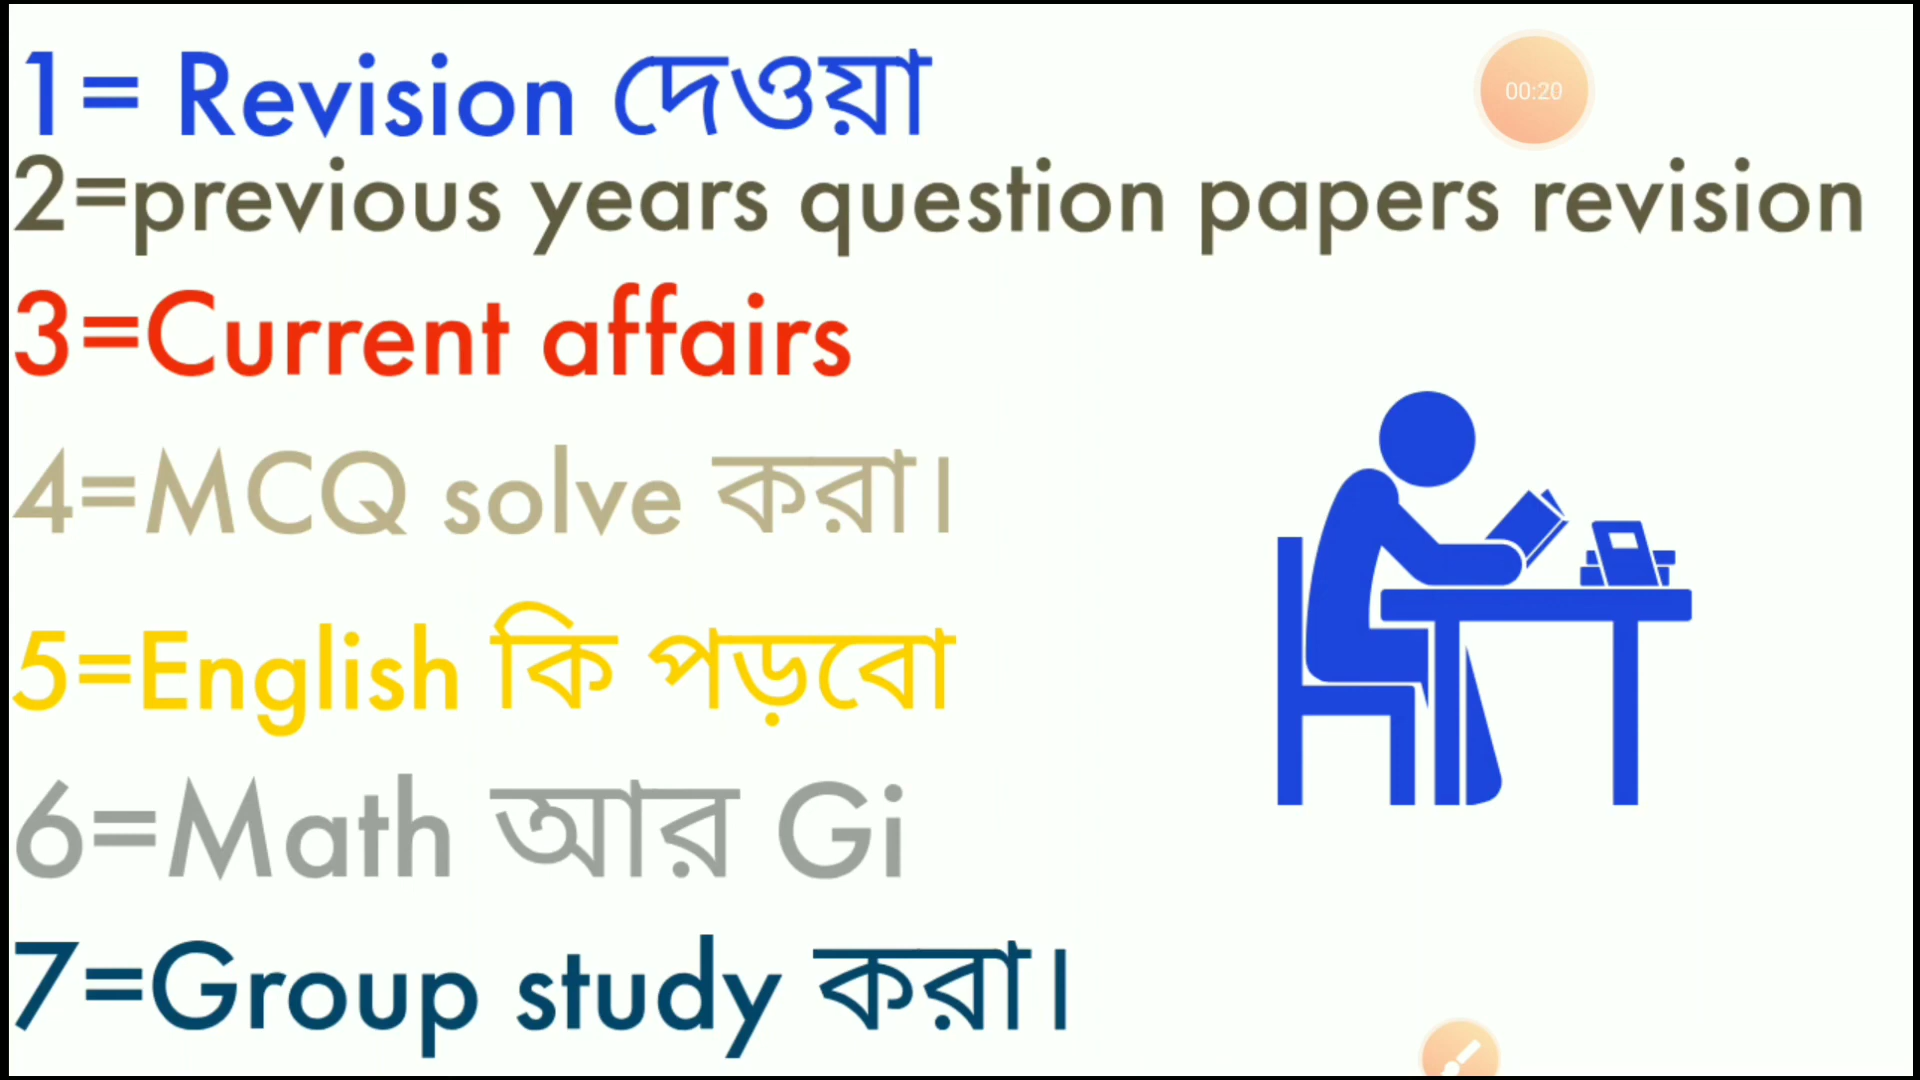 1= Revision দেওয়া
00:20
2=previous years question papers revision
3=Current affairs
4=MCQ solve করা।
5=English কি পড়বো
6=Math আর Gi
7=Group study করা।